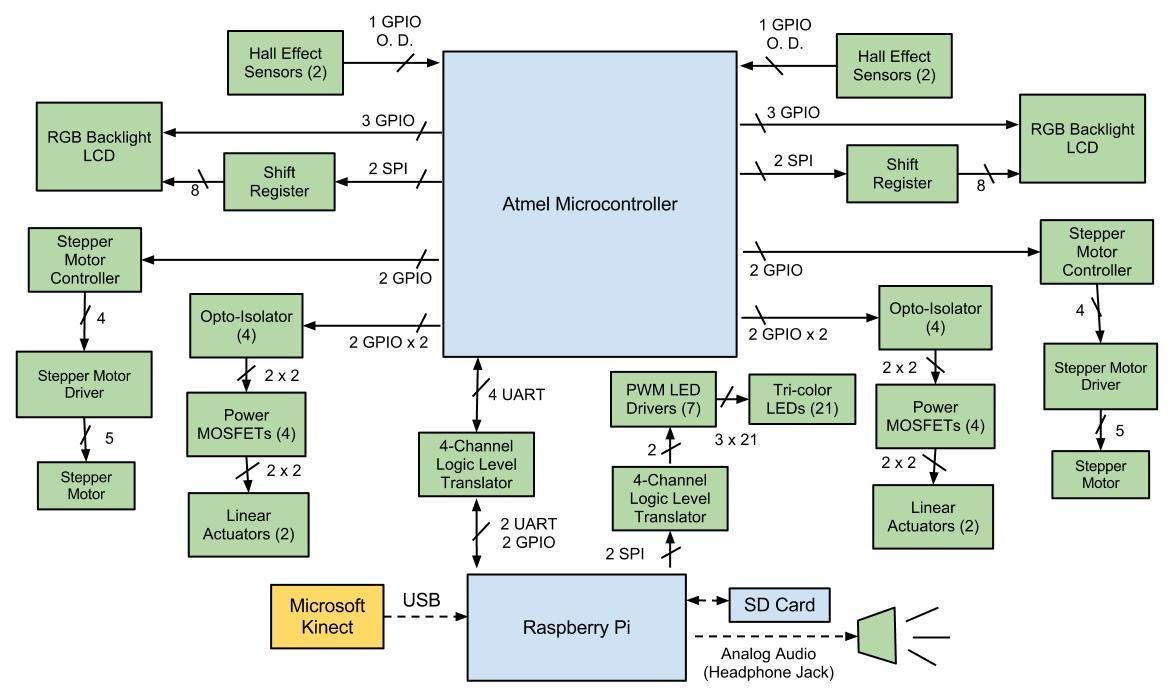 1 GPIO
O. D.
1 GPIO
O. D.
Hall Effect
Sensors (2)
Hall Effect
Sensors (2)
RGB Backlight
LCD
3 GPIO
3 GPIO
RGB Backlight
LCD
8
Shift
Register
2 SPI
Atmel Microcontroller
2 SPI
Shift
Register
8
Stepper
Motor
Controller
2 GPIO
2 GPIO
Stepper
Motor
Controller
4
Opto-Isolator
(4)
2 GPIO x 2
2 GPIO x 2
Opto-Isolator
(4)
4
Stepper Motor
Driver
2 x 2
4 UART
PWM LED
Drivers (7)
Tri-color
LEDs (21)
3 x 21
2 x 2
Stepper Motor
Driver
5
Power
MOSFETs (4)
2
Power
MOSFETs (4)
5
Stepper
Motor
2 x 2
4-Channel
Logic Level
Translator
4-Channel
Logic Level
Translator
2 x 2
Stepper
Motor
Linear
Actuators (2)
2 UART
2 GPIO
2 SPI
Linear
Actuators (2)
Microsoft
Kinect
USB
Raspberry Pi
SD Card
Analog Audio
(Headphone Jack)